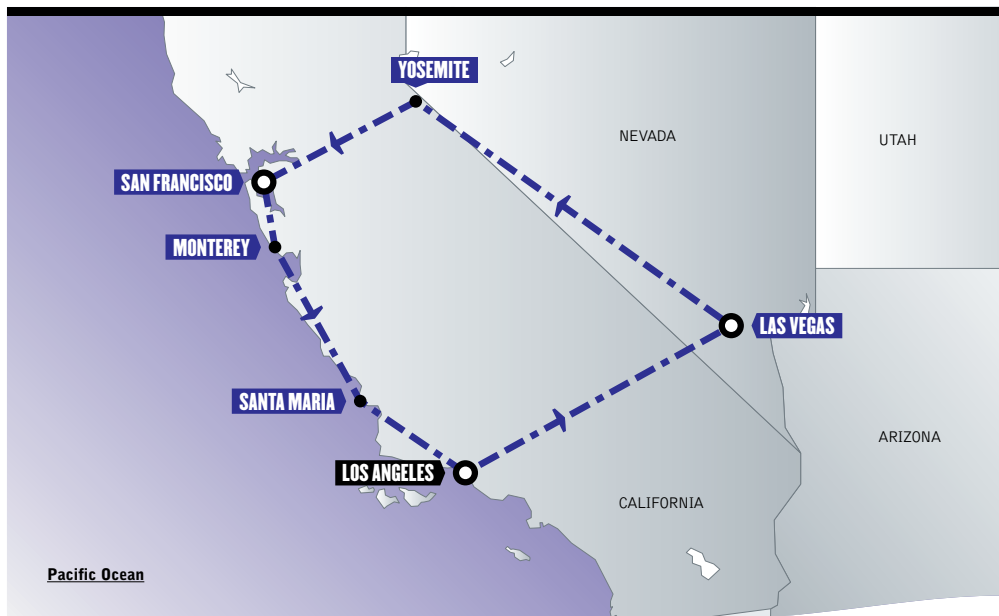 YOSEMITE
NEVADA
UTAH
SAN FRANCISCO
MONTEREY
LAS VEGAS
SANTA MARIA
ARIZONA
LOS ANGELES
CALIFORNIA
Pacific Ocean